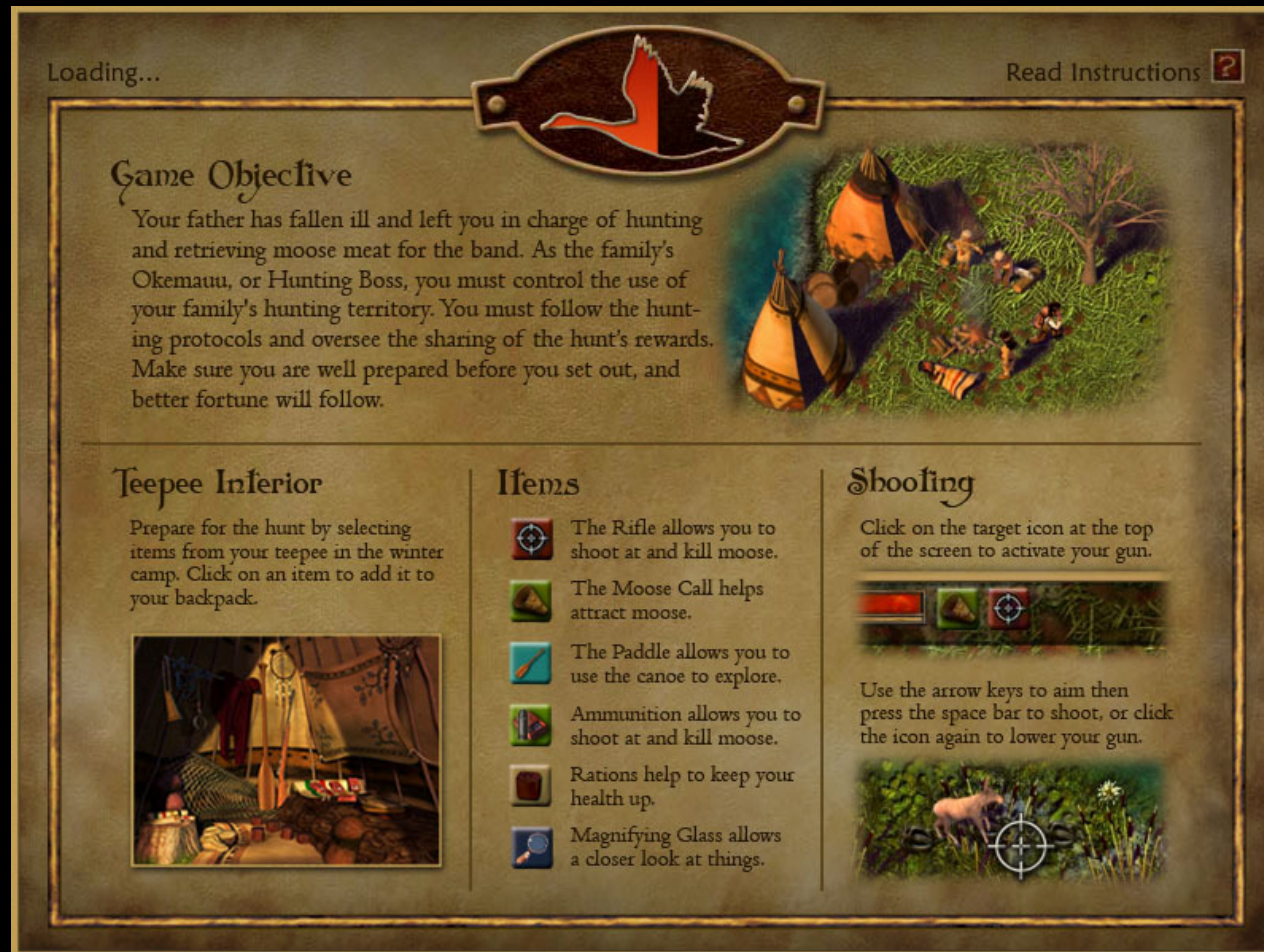 Loading...
Read Instructions ?
Game Objective
Your father has fallen ill and left you in charge of hunting
and retrieving moose meat for the band. As the family's
Okemauu, or Hunting Boss, you must control the use of
your family's hunting territory. You must follow the hunt-
ing protocols and oversee the sharing of the hunt's rewards.
Make sure you are well prepared before you set out, and
better fortune will follow.
Teepee Interior
Prepare for the hunt by selecting
items from your teepee in the winter
camp. Click on an item to add it to
your backpack.
Items
The Rifle allows you to
shoot at and kill moose.
The Moose Call helps
attract moose.
The Paddle allows you to
use the canoe to explore.
Ammunition allows you to
shoot at and kill moose.
Rations help to keep your
health up.
Magnifying Glass allows
a closer look at things.
Shooting
Click on the target icon at the top
of the screen to activate your gun.
Use the arrow keys to aim then
press the space bar to shoot, or click
the icon again to lower your gun.